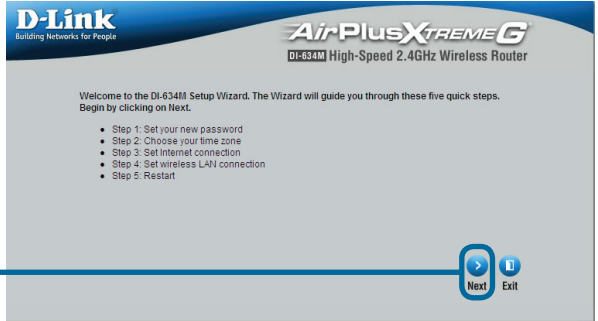 D-Link
Building Networks for People
AirPlusXTREMEG
DI-634M High-Speed 2.4GHz Wireless Router
Welcome to the DI-634M Setup Wizard. The Wizard will guide you through these five quick steps.
Begin by clicking on Next.
• Step 1: Set your new password
• Step 2: Choose your time zone
• Step 3: Set Internet connection
• Step 4: Set wireless LAN connection
• Step 5: Restart
Next Exit